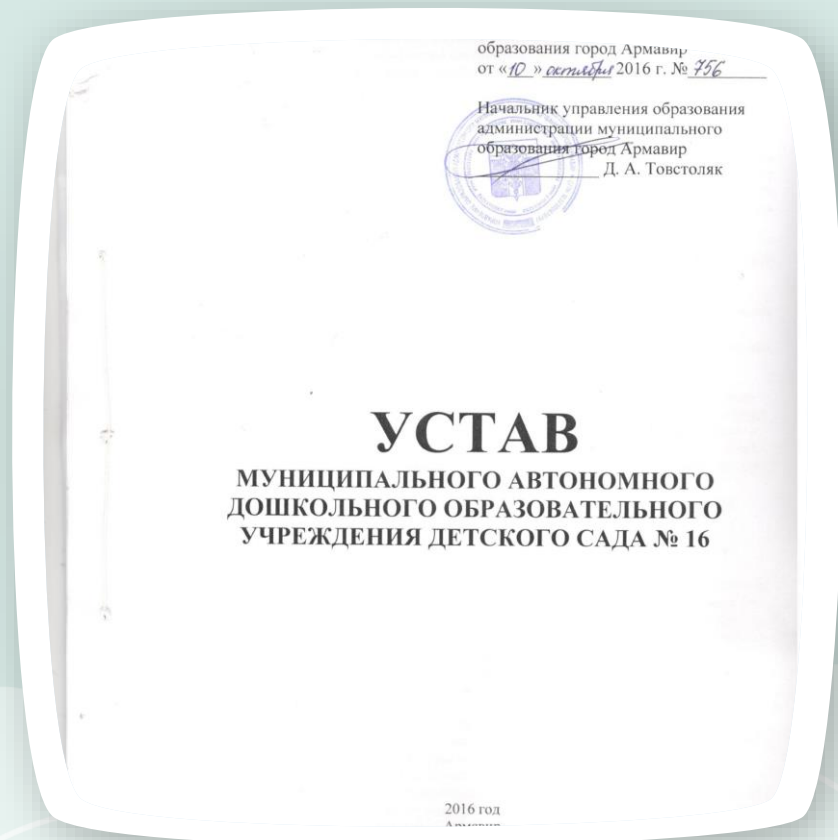 образования город Армавир
от «10» октября 2016 г. № 756
Начальник управления образования
администрации муниципального
образования город Армавир
Д. А. Товстоляк
УСТАВ
МУНИЦИПАЛЬНОГО АВТОНОМНОГО
ДОШКОЛЬНОГО ОБРАЗОВАТЕЛЬНОГО
УЧРЕЖДЕНИЯ ДЕТСКОГО САДА № 16
2016 год